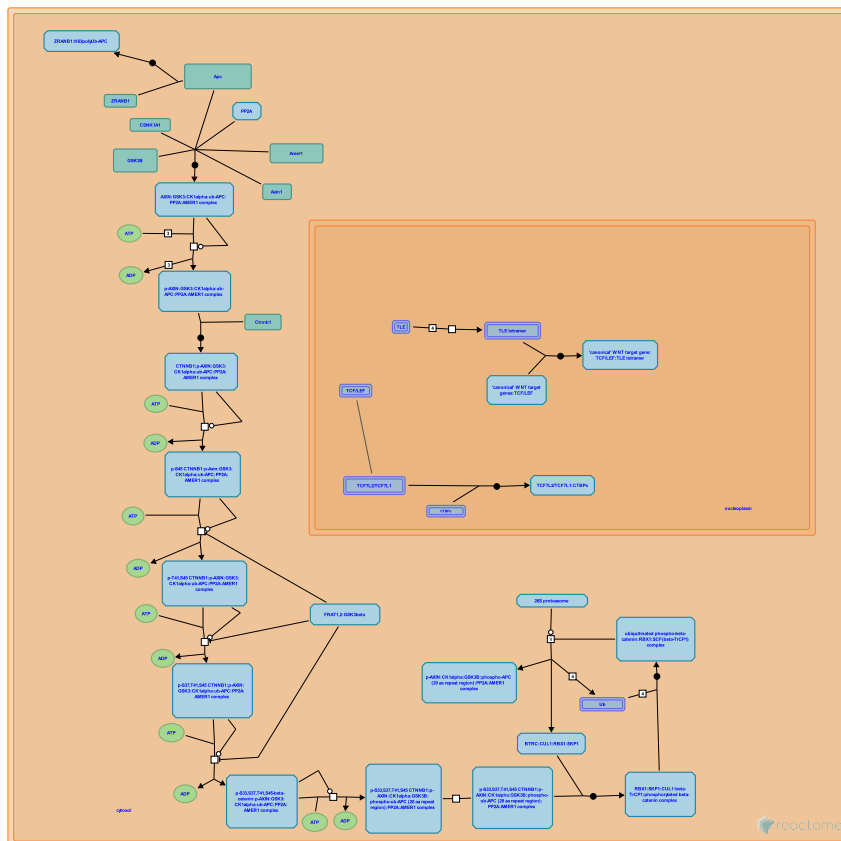 ZRANB1:K63polyUb-APC
Apc
ZRANB1
PP2A
CSNK1A1
GSK3B
Amer1
Axin1
AXIN:GSK3:CK1alpha:ub-APC:
PP2A:AMER1 complex
ATP
3
3
ADP
p-AXIN:GSK3:CK1alpha:ub-
APC:PP2A:AMER1 complex
Ctnnb1
CTNNB1:p-AXIN:GSK3:
CK1alpha:ub-APC:PP2A:
AMER1 complex
ATP
ADP
p-S45 CTNNB1:p-Axin:GSK3:
CK1alpha:ub-APC:PP2A:
AMER1 complex
ATP
ADP
p-T41,S45 CTNNB1:p-AXIN:GSK3:
CK1alpha:ub-APC:PP2A:AMER1
complex
ATP
FRAT1,2:GSK3beta
ADP
p-S37,T41,S45 CTNNB1:p-AXIN:
GSK3:CK1alpha:ub-APC:PP2A:
AMER1 complex
ATP
ADP
cytosol
p-S33,S37,T41,S45-beta-
catenin:p-AXIN:GSK3:
CK1alpha:ub-APC:PP2A:
AMER1 complex
ATP
ADP
p-S33,S37,T41,S45 CTNNB1:p-
AXIN:CK1alpha:GSK3B:
phospho-ub-APC (20 aa repeat
region):PP2A:AMER1 complex
p-S33,S37,T41,S45 CTNNB1:p-
AXIN:CK1alpha:GSK3B:phospho-
ub-APC (20 aa repeat region):
PP2A:AMER1 complex
RBX1:SKP1:CUL1:beta-
TrCP1:phosphorylated beta-
catenin complex
BTRC:CUL1:RBX1:SKP1
p-AXIN:CK1alpha:GSK3B:phospho-APC
(20 aa repeat region):PP2A:AMER1
complex
4
Ub
4
26S proteasome
ubiquitinated phospho-beta-
catenin:RBX1:SCF(beta-TrCP1)
complex
TLE
4
TLE tetramer
'canonical' WNT target gene:
TCF/LEF:TLE tetramer
'canonical' WNT target
genes:TCF/LEF
TCF/LEF
TCF7L2/TCF7L1
CTBPs
TCF7L2/TCF7L1:CTBPs
nucleoplasm
reactome